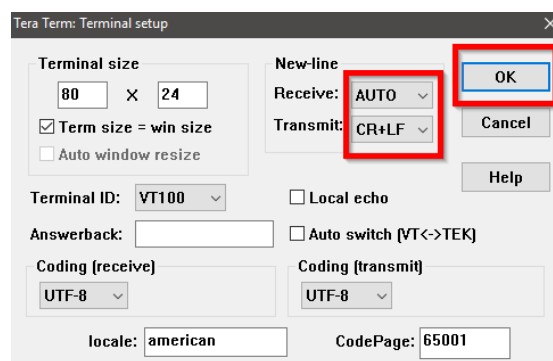 Tera Term: Terminal setup
Terminal size
80 X 24
Term size = win size
Auto window resize
New-line
Receive: AUTO
Transmit: CR+LF
OK
Cancel
Help
Terminal ID: VT100
Local echo
Answerback:
Auto switch (VT<->TEK)
Coding (receive)
UTF-8
Coding (transmit)
UTF-8
locale: american
CodePage: 65001